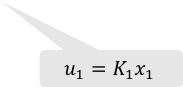 u₁ = K₁x₁